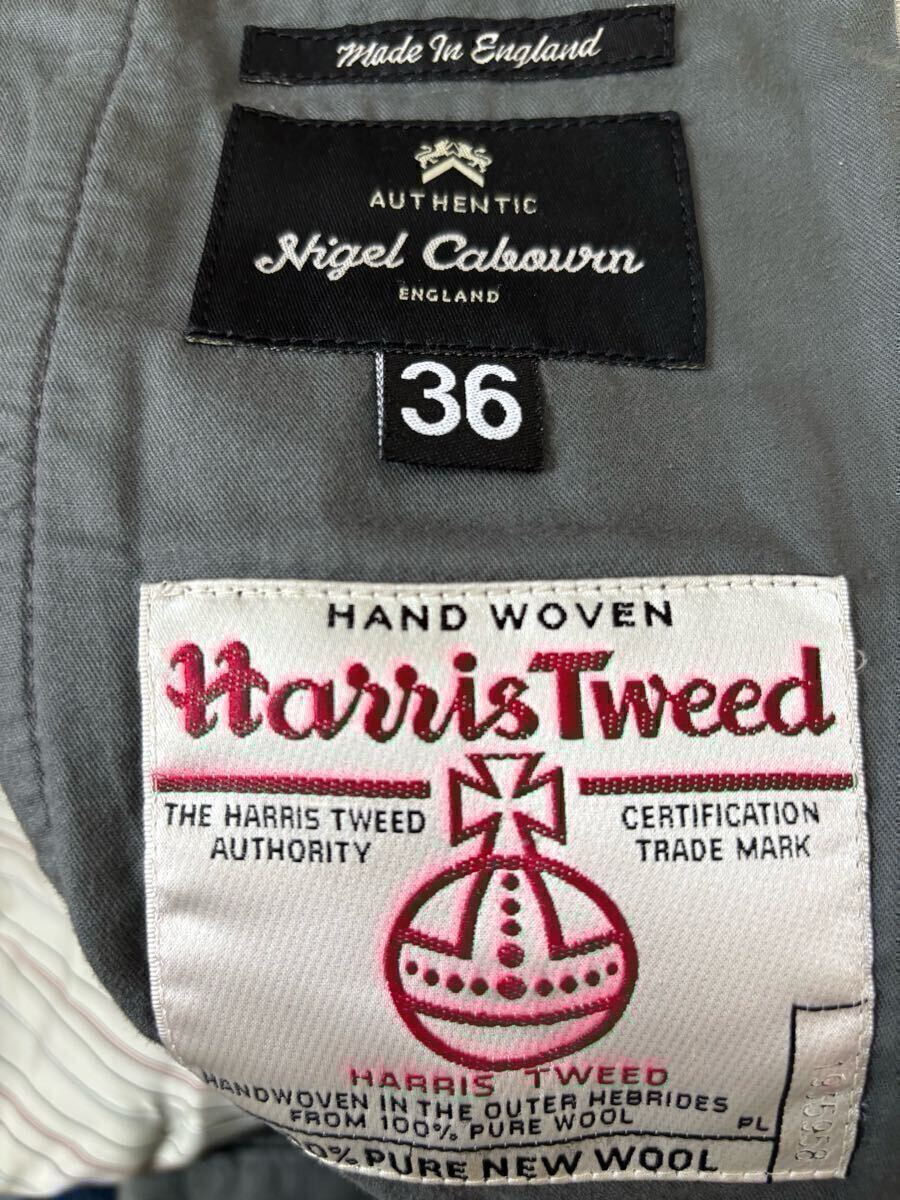 Made In England
AUTHENTIC
Nigel Cabourn
ENGLAND
36
HAND WOVEN
Harris Tweed
THE HARRIS TWEED
AUTHORITY
CERTIFICATION
TRADE MARK
HARRIS TWEED
HANDWOVEN IN THE OUTER HEBRIDES
FROM 100% PURE WOOL
PL
PURE NEW WOOL